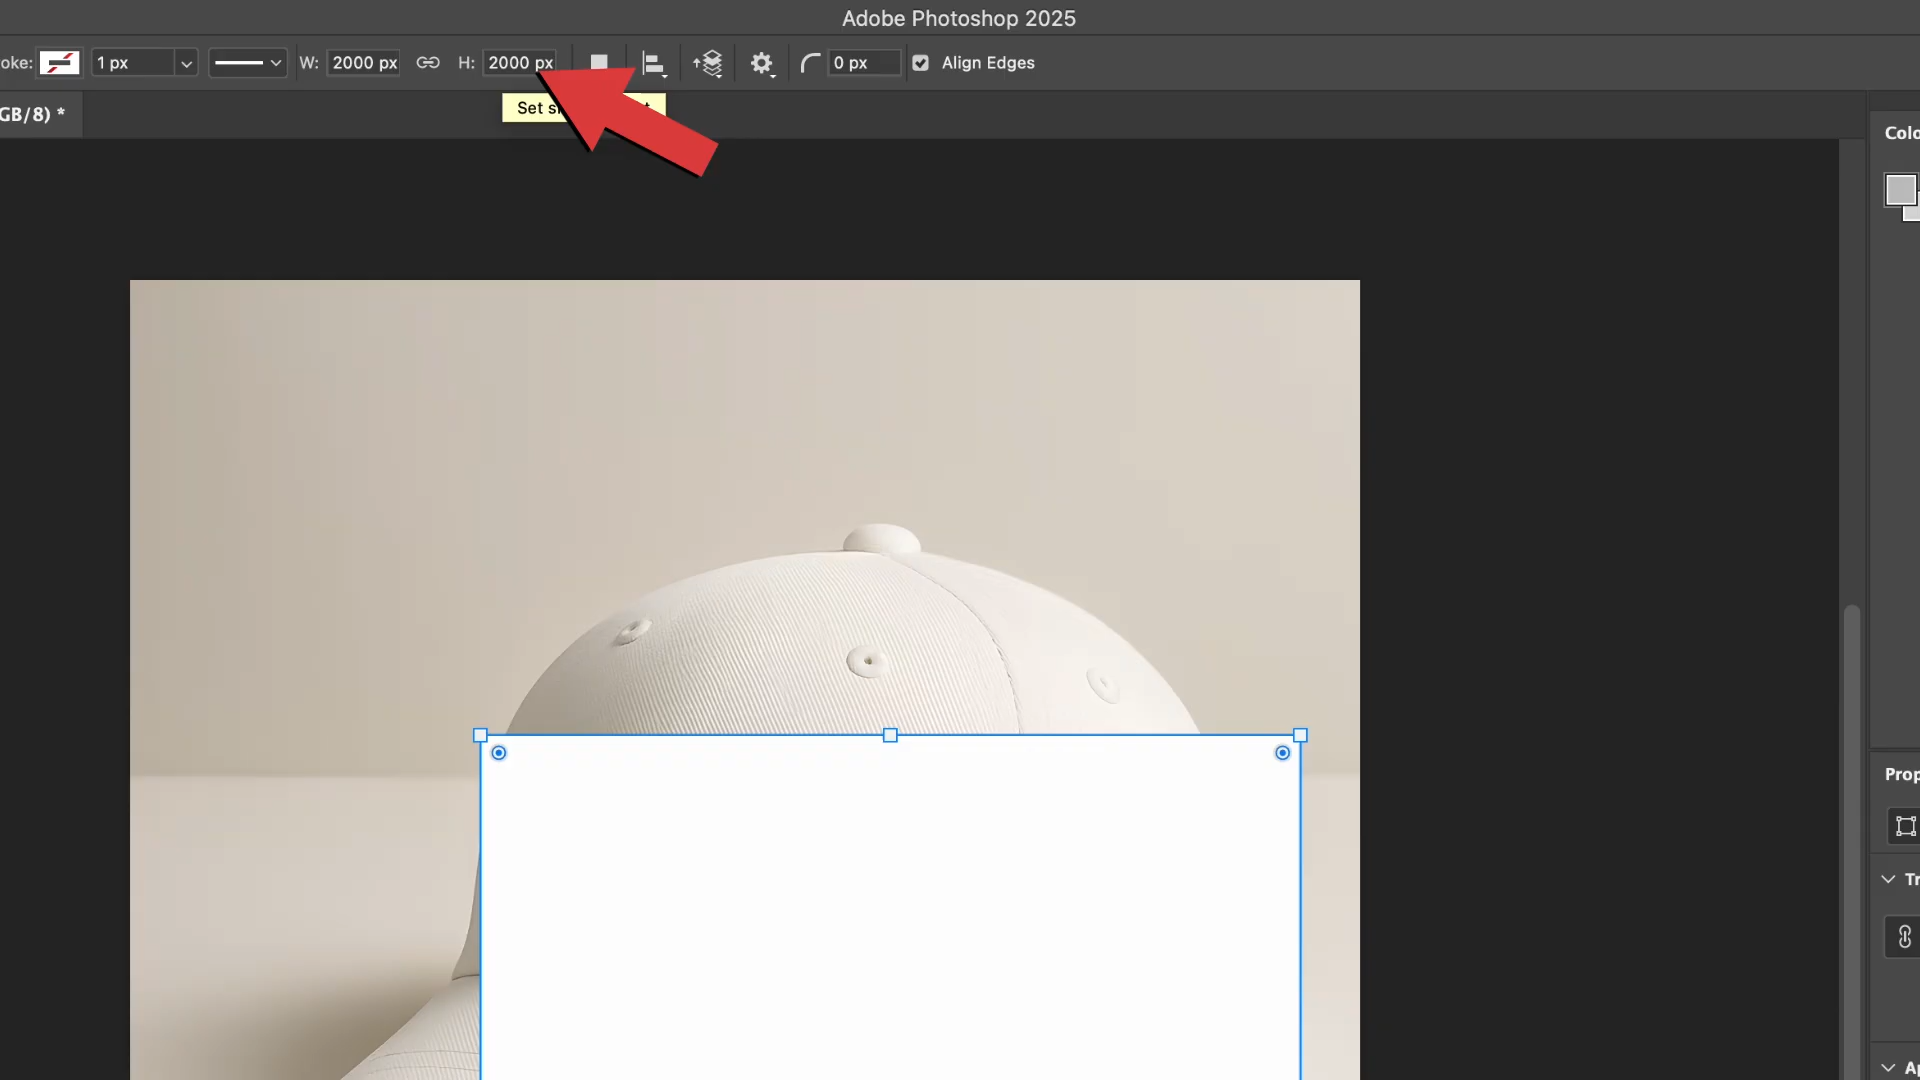 Adobe Photoshop 2025
oke: 1 px W: 2000 px H: 2000 px 0 px Align Edges
Set
GB/8) *
Colo
Prop
Tr
Ap